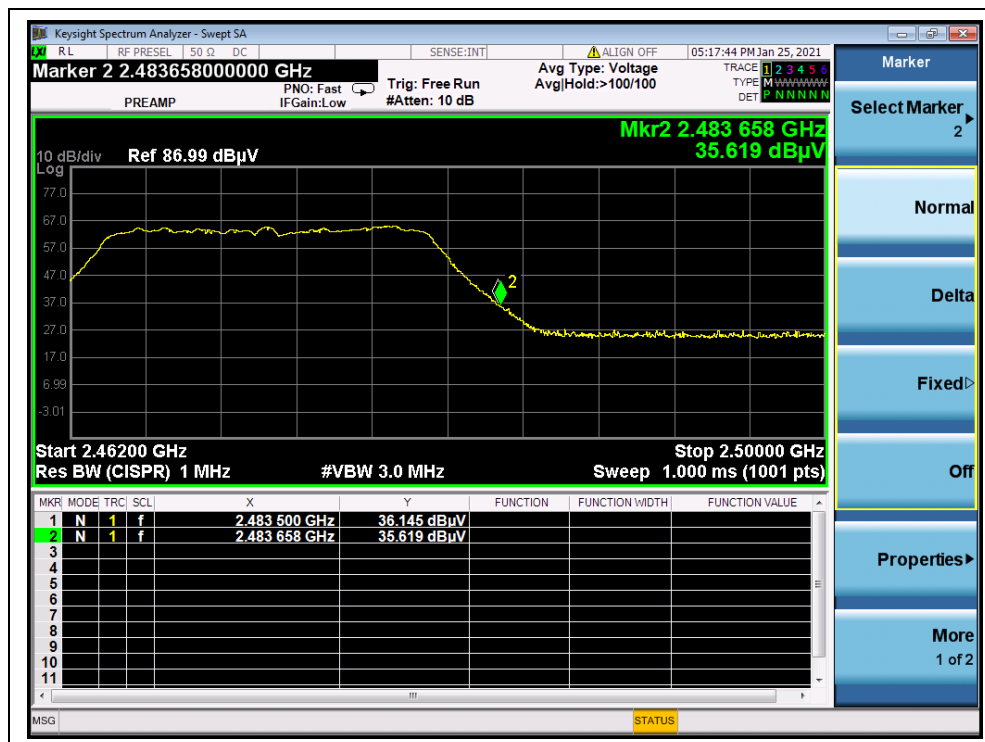 Keysight Spectrum Analyzer - Swept SA
LXI RL RF PRESEL 50 Ω DC SENSE:INT ALIGN OFF 05:17:44 PM Jan 25, 2021
Marker 2 2.483658000000 GHz
PREAMP
PNO: Fast
IFGain:Low
Trig: Free Run
#Atten: 10 dB
Avg Type: Voltage
Avg|Hold:>100/100
TRACE 1 2 3 4 5 6
TYPE M WWWWW
DET P N N N N N
Mkr2 2.483 658 GHz
35.619 dBµV
10 dB/div Ref 86.99 dBµV
Log
77.0
67.0
57.0
47.0
37.0
27.0
17.0
6.99
-3.01
2
Start 2.46200 GHz Stop 2.50000 GHz
Res BW (CISPR) 1 MHz #VBW 3.0 MHz Sweep 1.000 ms (1001 pts)
MKR MODE TRC SCL X Y FUNCTION FUNCTION WIDTH FUNCTION VALUE
1 N 1 f 2.483 500 GHz 36.145 dBµV
2 N 1 f 2.483 658 GHz 35.619 dBµV
3
4
5
6
7
8
9
10
11
MSG STATUS
Marker
Select Marker
2
Normal
Delta
Fixed
Off
Properties
More
1 of 2